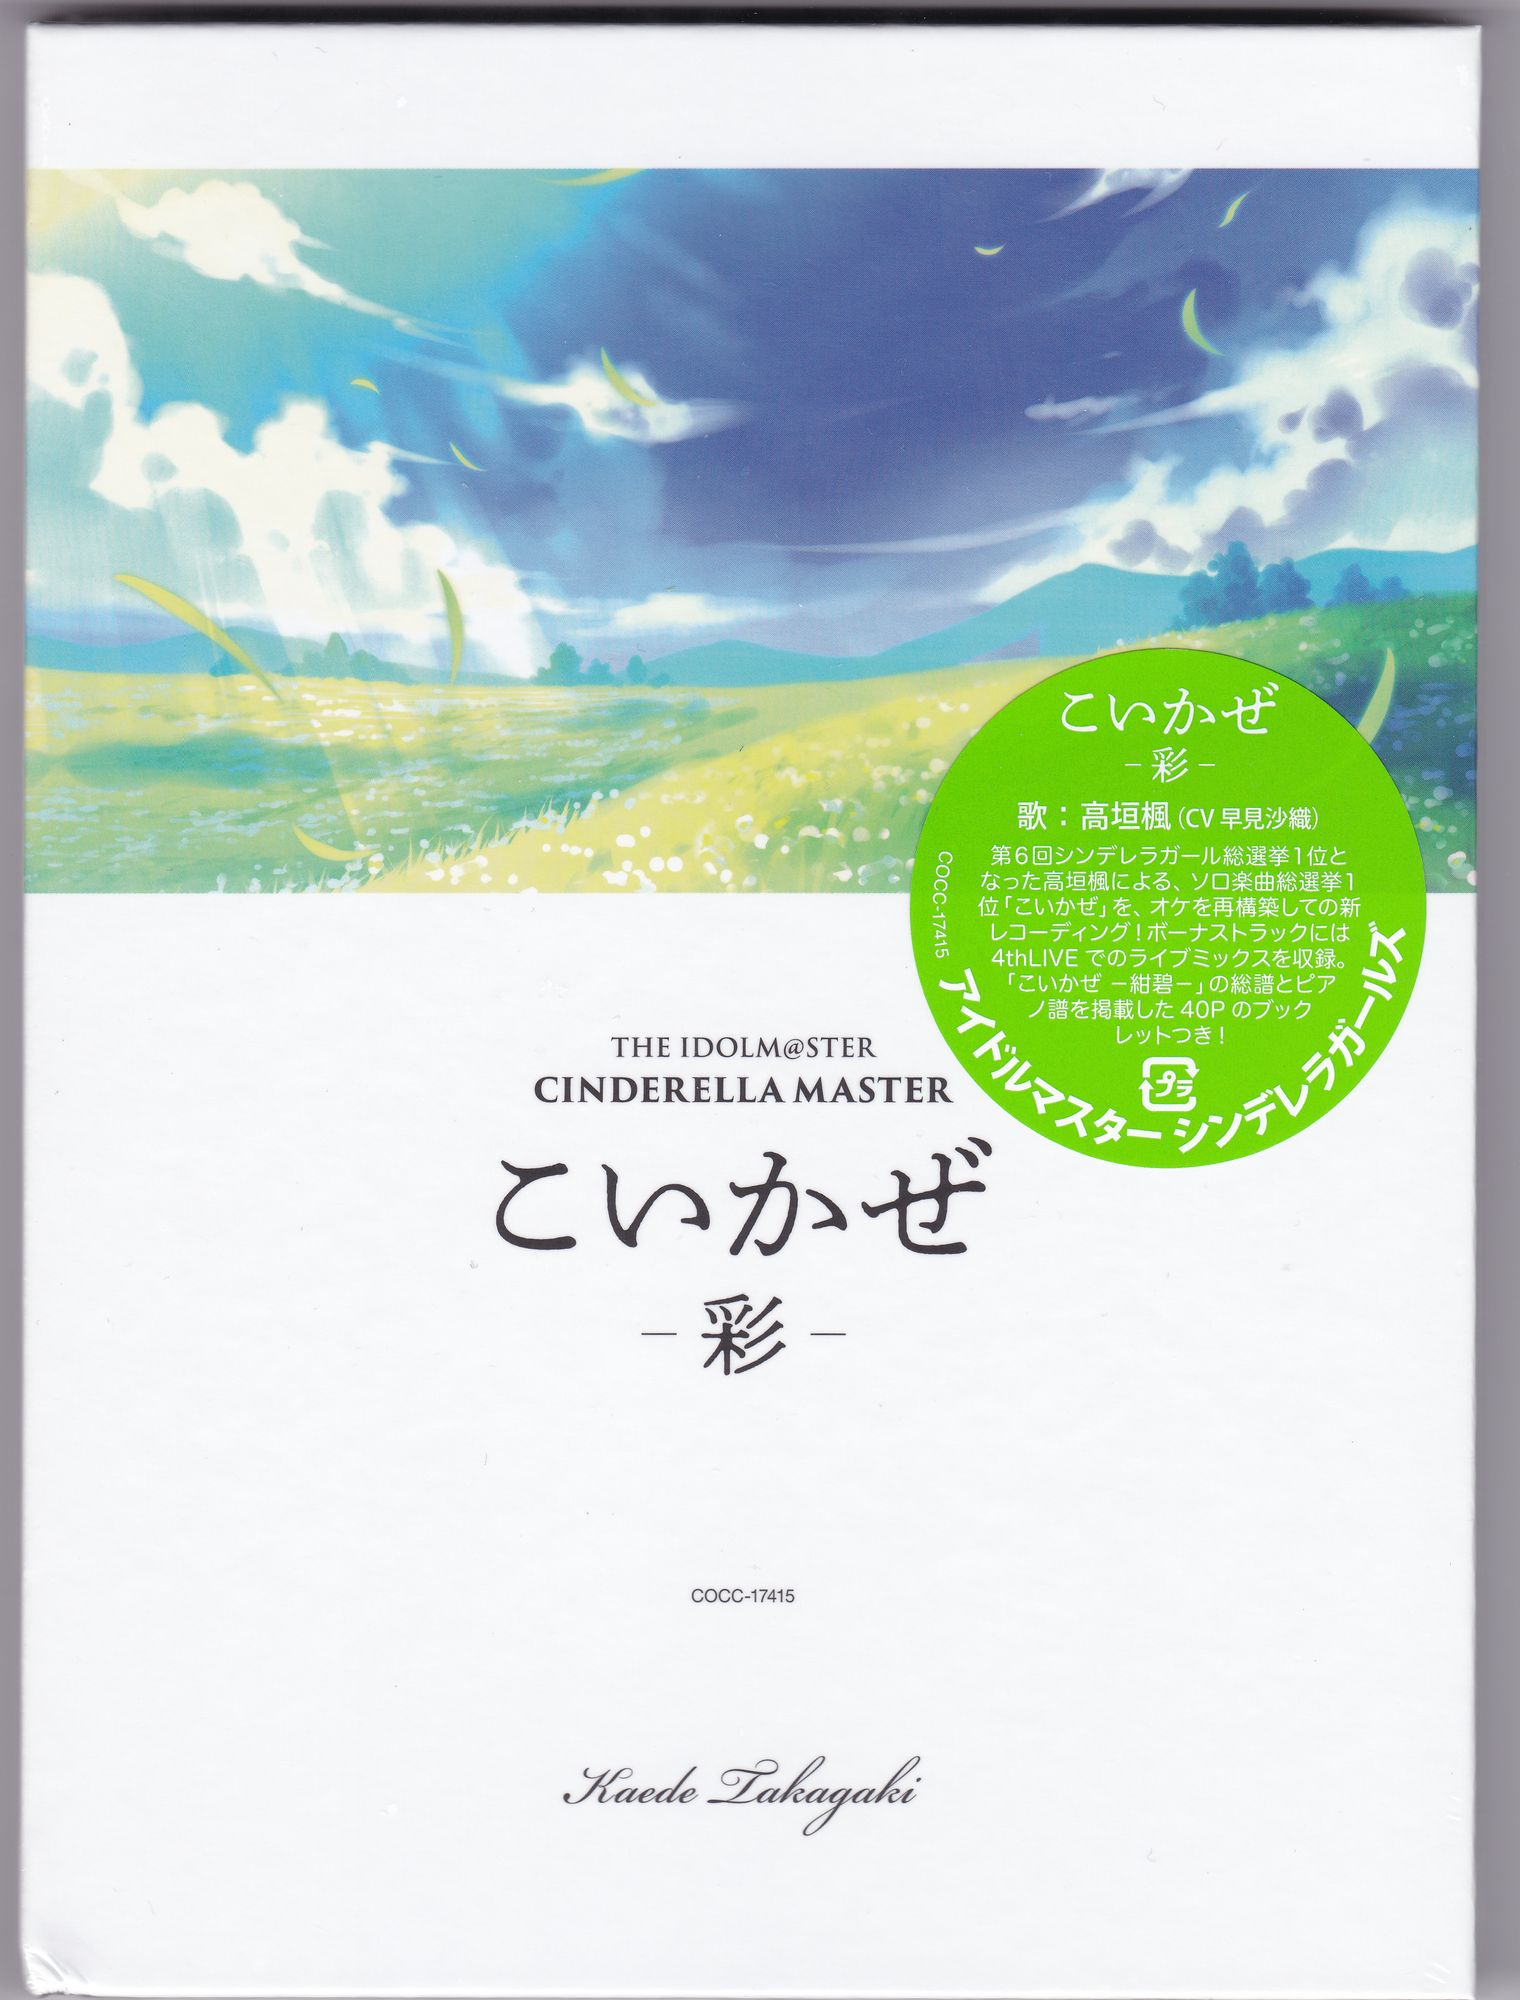 こいかぜ
－彩－
歌：高垣楓（CV 早見沙織）
第6回シンデレラガール総選挙1位と
なった高垣楓による、ソロ楽曲総選挙1
位「こいかぜ」を、オケを再構築しての新
レコーディング！ボーナストラックには
4thLIVE でのライブミックスを収録。
「こいかぜ －紺碧－」の総譜とピア
ノ譜を掲載した 40P のブック
レットつき！
プラ
COCC-17415
アイドルマスター シンデレラガールズ
THE IDOLM@STER
CINDERELLA MASTER
こいかぜ
－ 彩 －
COCC-17415
Kaede Takagaki